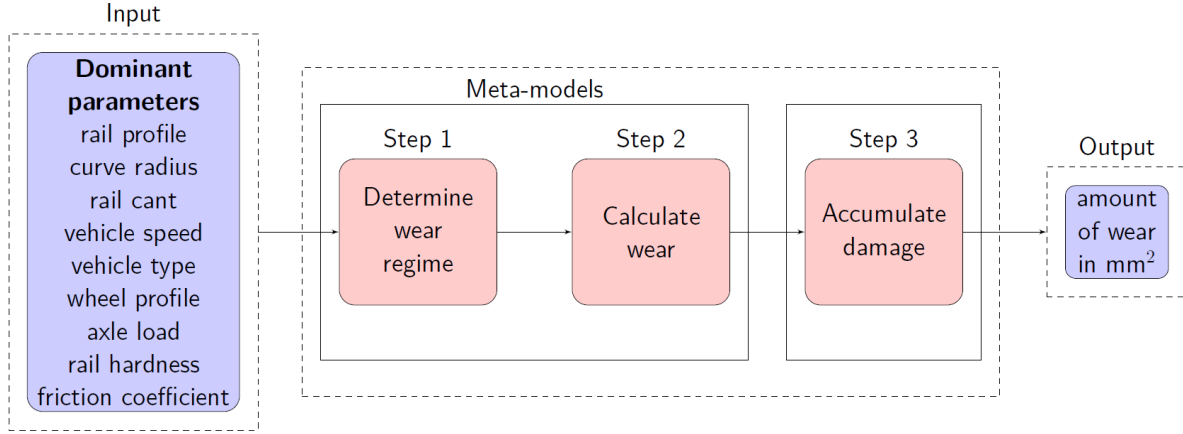 Input
Dominant
parameters
rail profile
curve radius
rail cant
vehicle speed
vehicle type
wheel profile
axle load
rail hardness
friction coefficient
Meta-models
Step 1
Determine
wear
regime
Step 2
Calculate
wear
Step 3
Accumulate
damage
Output
amount
of wear
in mm²